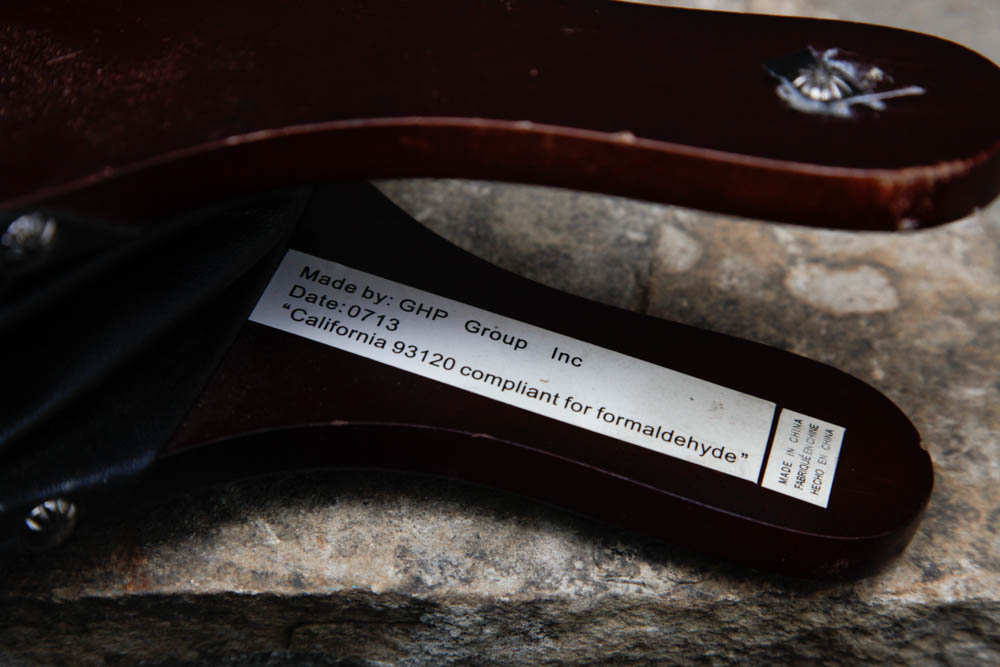 Made by: GHP Group Inc
Date: 0713
“California 93120 compliant for formaldehyde”
MADE IN CHINA
FABRIQUÉ EN CHINE
HECHO EN CHINA